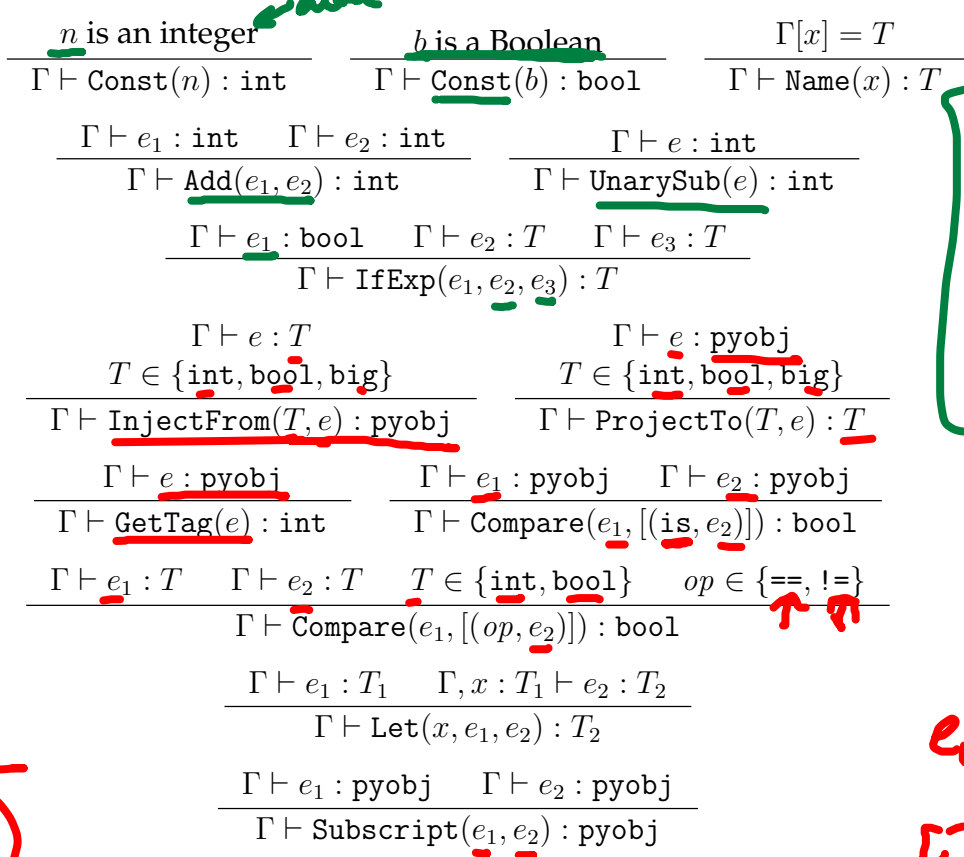 n is an integer b is a Boolean Γ[x] = T
Γ ⊢ Const(n) : int Γ ⊢ Const(b) : bool Γ ⊢ Name(x) : T
Γ ⊢ e₁ : int Γ ⊢ e₂ : int Γ ⊢ e : int
Γ ⊢ Add(e₁, e₂) : int Γ ⊢ UnarySub(e) : int
Γ ⊢ e₁ : bool Γ ⊢ e₂ : T Γ ⊢ e₃ : T
Γ ⊢ IfExp(e₁, e₂, e₃) : T
Γ ⊢ e : T Γ ⊢ e : pyobj
T ∈ {int, bool, big} T ∈ {int, bool, big}
Γ ⊢ InjectFrom(T, e) : pyobj Γ ⊢ ProjectTo(T, e) : T
Γ ⊢ e : pyobj Γ ⊢ e₁ : pyobj Γ ⊢ e₂ : pyobj
Γ ⊢ GetTag(e) : int Γ ⊢ Compare(e₁, [(is, e₂)]) : bool
Γ ⊢ e₁ : T Γ ⊢ e₂ : T T ∈ {int, bool} op ∈ {==, !=}
Γ ⊢ Compare(e₁, [(op, e₂)]) : bool
Γ ⊢ e₁ : T₁ Γ, x : T₁ ⊢ e₂ : T₂
Γ ⊢ Let(x, e₁, e₂) : T₂
Γ ⊢ e₁ : pyobj Γ ⊢ e₂ : pyobj
Γ ⊢ Subscript(e₁, e₂) : pyobj